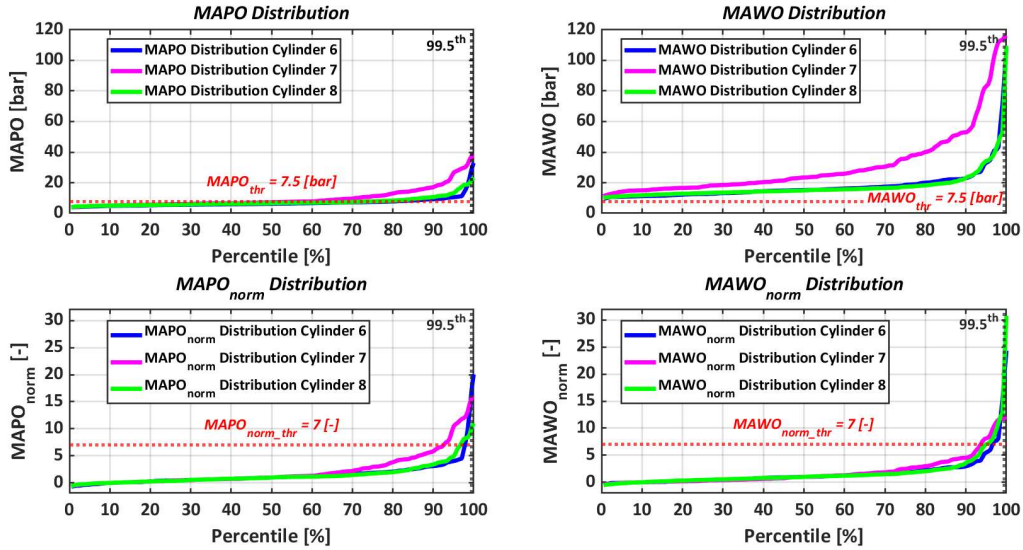 MAPO Distribution
MAPO [bar]
120
100
80
60
40
20
0
MAPO Distribution Cylinder 6
MAPO Distribution Cylinder 7
MAPO Distribution Cylinder 8
99.5th
MAPOthr = 7.5 [bar]
0 10 20 30 40 50 60 70 80 90 100
Percentile [%]
MAWO Distribution
MAWO [bar]
120
100
80
60
40
20
0
MAWO Distribution Cylinder 6
MAWO Distribution Cylinder 7
MAWO Distribution Cylinder 8
99.5th
MAWOthr = 7.5 [bar]
0 10 20 30 40 50 60 70 80 90 100
Percentile [%]
MAPOnorm Distribution
MAPOnorm [-]
30
25
20
15
10
5
0
MAPOnorm Distribution Cylinder 6
MAPOnorm Distribution Cylinder 7
MAPOnorm Distribution Cylinder 8
99.5th
MAPOnorm_thr = 7 [-]
0 10 20 30 40 50 60 70 80 90 100
Percentile [%]
MAWOnorm Distribution
MAWOnorm [-]
30
25
20
15
10
5
0
MAWOnorm Distribution Cylinder 6
MAWOnorm Distribution Cylinder 7
MAWOnorm Distribution Cylinder 8
99.5th
MAWOnorm_thr = 7 [-]
0 10 20 30 40 50 60 70 80 90 100
Percentile [%]